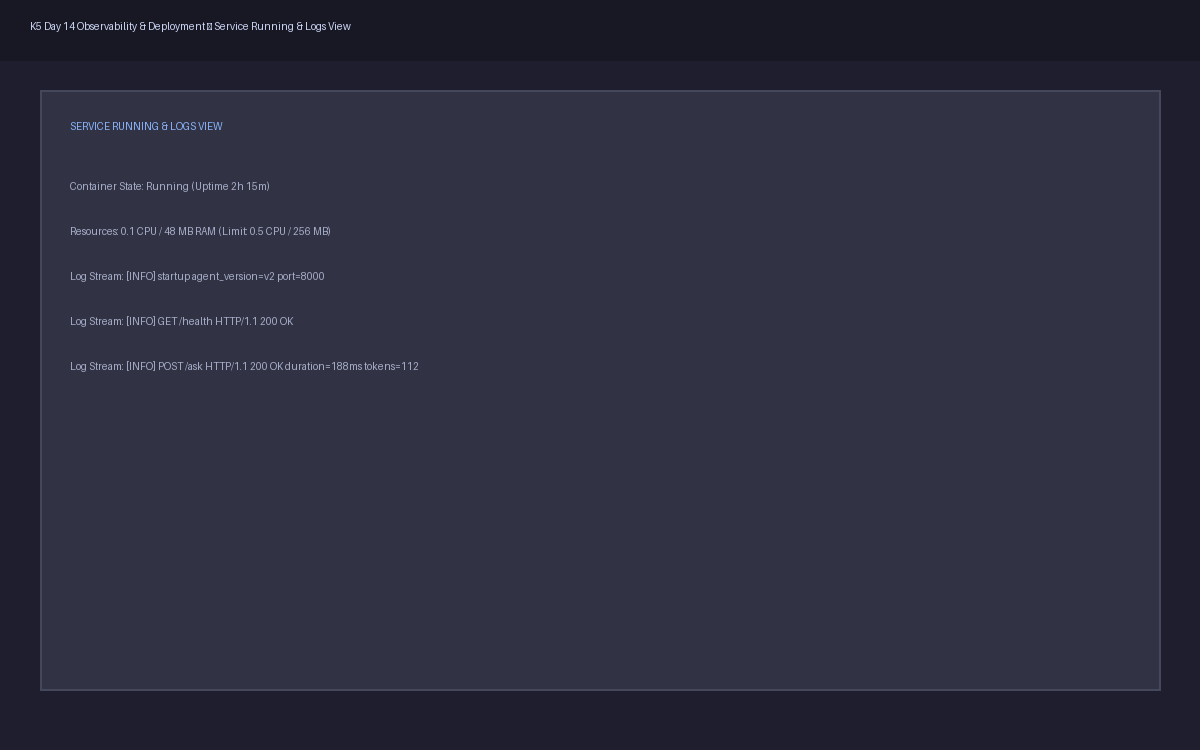 K5 Day 14 Observability & Deployment Service Running & Logs View
SERVICE RUNNING & LOGS VIEW
Container State: Running (Uptime 2h 15m)
Resources: 0.1 CPU / 48 MB RAM (Limit: 0.5 CPU / 256 MB)
Log Stream: [INFO] startup agent_version=v2 port=8000
Log Stream: [INFO] GET /health HTTP/1.1 200 OK
Log Stream: [INFO] POST /ask HTTP/1.1 200 OK duration=188ms tokens=112